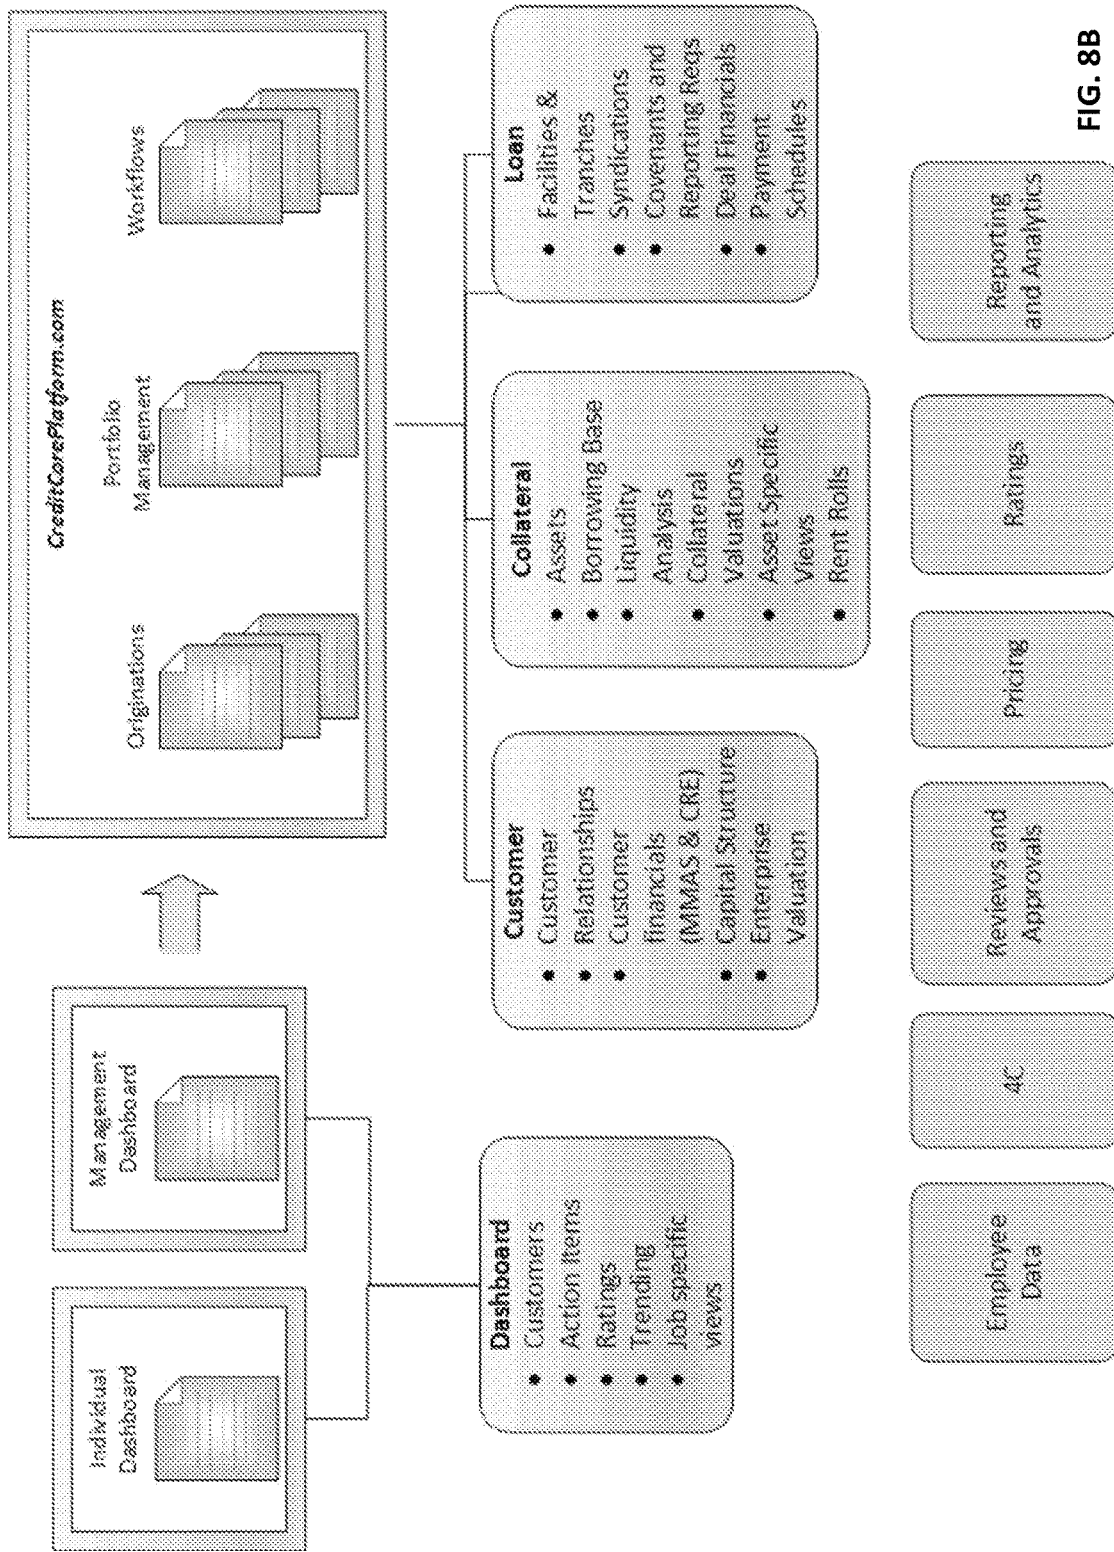 Individual
Dashboard
Management
Dashboard
CreditCorePlatform.com
Originations
Portfolio
Management
Workflows
Dashboard
• Customers
• Action Items
• Ratings
• Trending
• Job specific
views
Customer
• Customer
• Relationships
• Customer
financials
(MMAS & CRE)
• Capital Structure
• Enterprise
Valuation
Collateral
• Assets
• Borrowing Base
• Liquidity
Analysis
• Collateral
Valuations
• Asset Specific
Views
• Rent Rolls
Loan
• Facilities &
Tranches
• Syndications
• Covenants and
Reporting Reqs
• Deal Financials
• Payment
Schedules
Employee
Data
4C
Reviews and
Approvals
Pricing
Ratings
Reporting
and Analytics
FIG. 8B